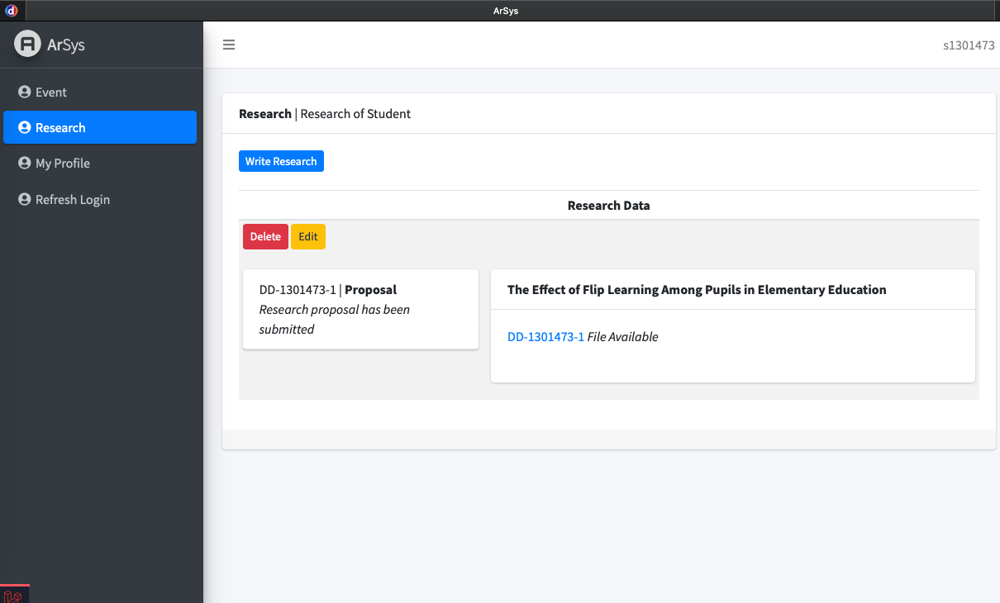 ArSys
ArSys
s1301473
Event
Research
My Profile
Refresh Login
Research | Research of Student
Write Research
Research Data
Delete Edit
DD-1301473-1 | Proposal
Research proposal has been
submitted
The Effect of Flip Learning Among Pupils in Elementary Education
DD-1301473-1 File Available